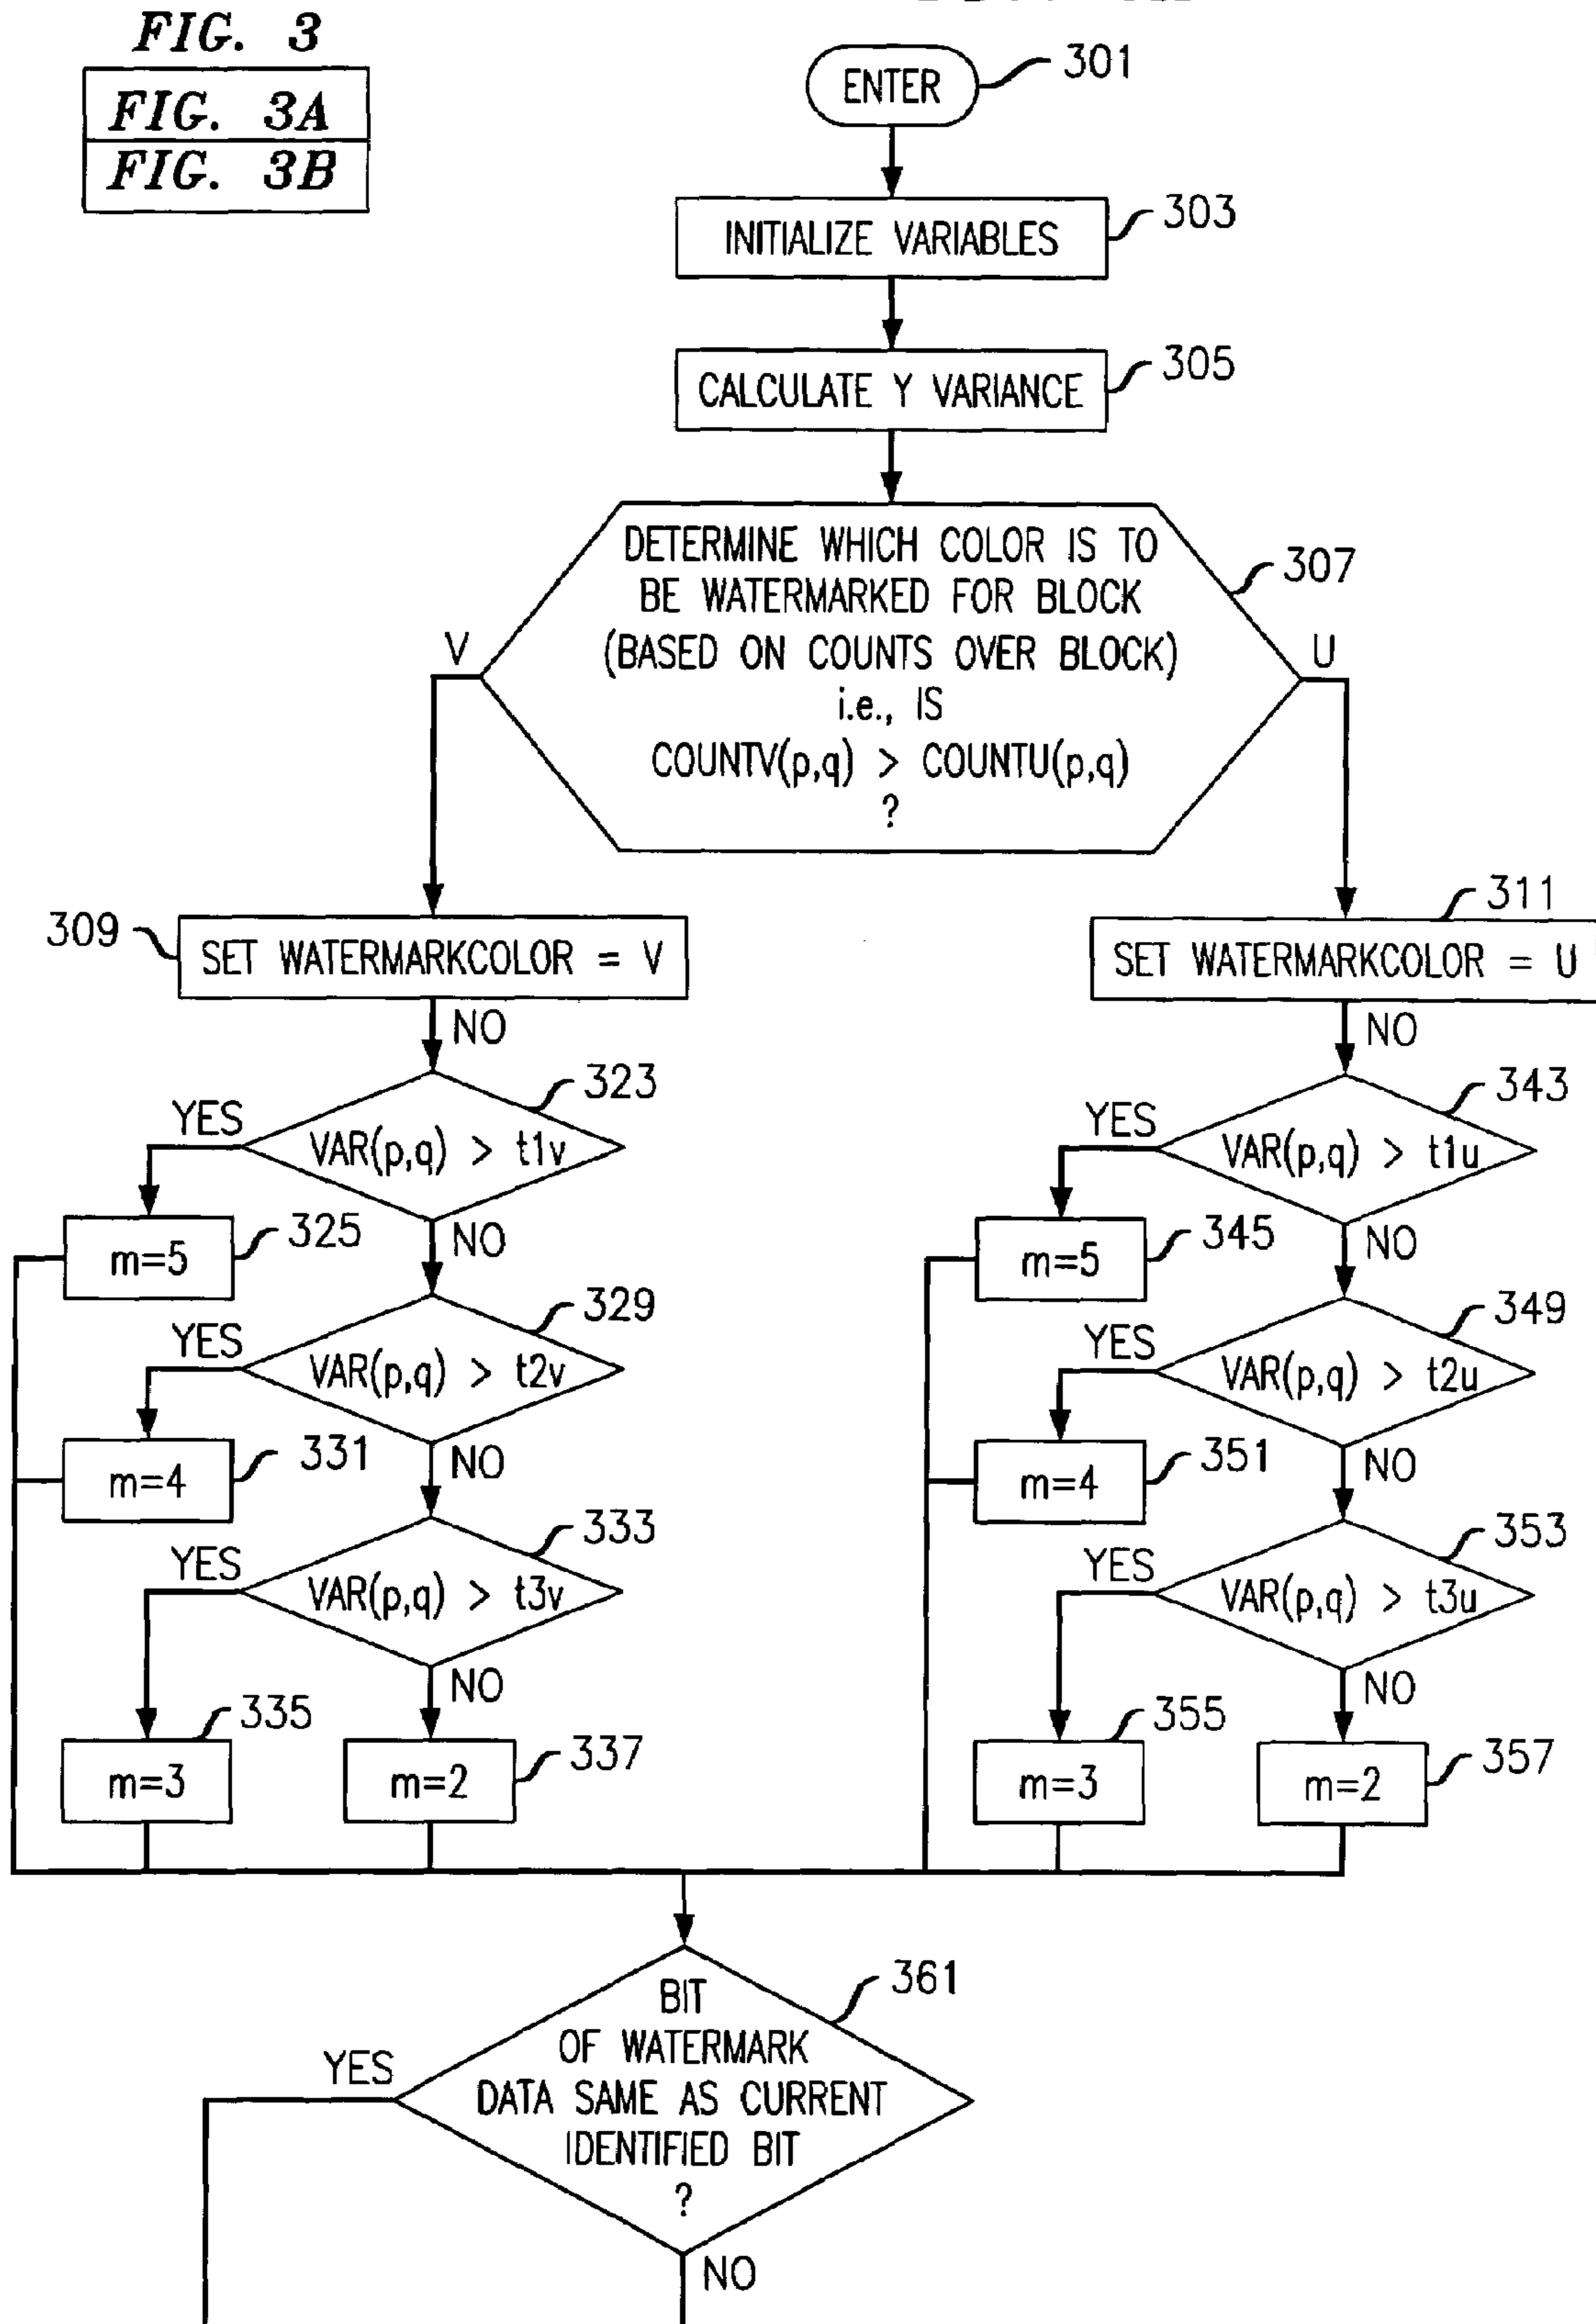 FIG. 3
FIG. 3A
FIG. 3B
ENTER
301
INITIALIZE VARIABLES
303
CALCULATE Y VARIANCE
305
DETERMINE WHICH COLOR IS TO
BE WATERMARKED FOR BLOCK
(BASED ON COUNTS OVER BLOCK)
i.e., IS
COUNTV(p,q) > COUNTU(p,q)
?
307
V
U
309
SET WATERMARKCOLOR = V
311
SET WATERMARKCOLOR = U
NO
NO
323
YES
VAR(p,q) > t1v
343
YES
VAR(p,q) > t1u
m=5
325
NO
m=5
345
NO
329
YES
VAR(p,q) > t2v
349
YES
VAR(p,q) > t2u
m=4
331
NO
m=4
351
NO
333
YES
VAR(p,q) > t3v
353
YES
VAR(p,q) > t3u
NO
NO
335
m=3
m=2
337
355
m=3
m=2
357
361
BIT
OF WATERMARK
DATA SAME AS CURRENT
IDENTIFIED BIT
?
YES
NO